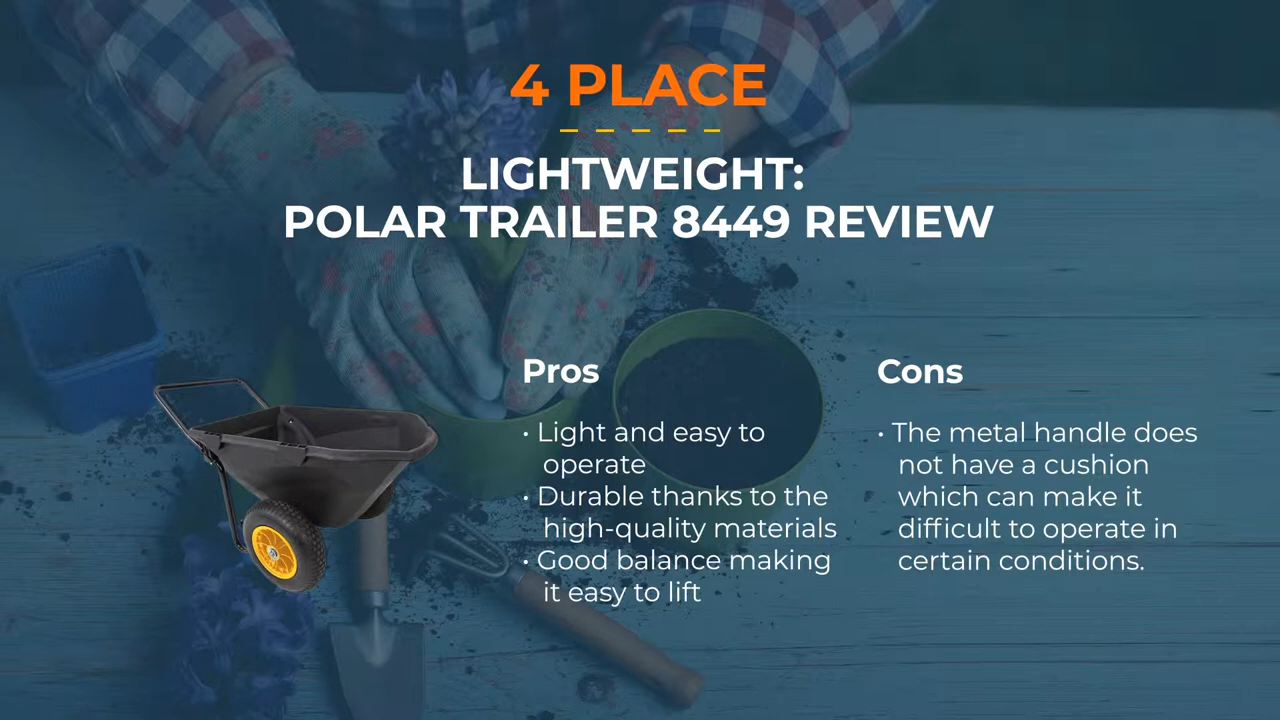 4 PLACE
LIGHTWEIGHT:
POLAR TRAILER 8449 REVIEW
Pros
• Light and easy to
operate
• Durable thanks to the
high-quality materials
• Good balance making
it easy to lift
Cons
• The metal handle does
not have a cushion
which can make it
difficult to operate in
certain conditions.